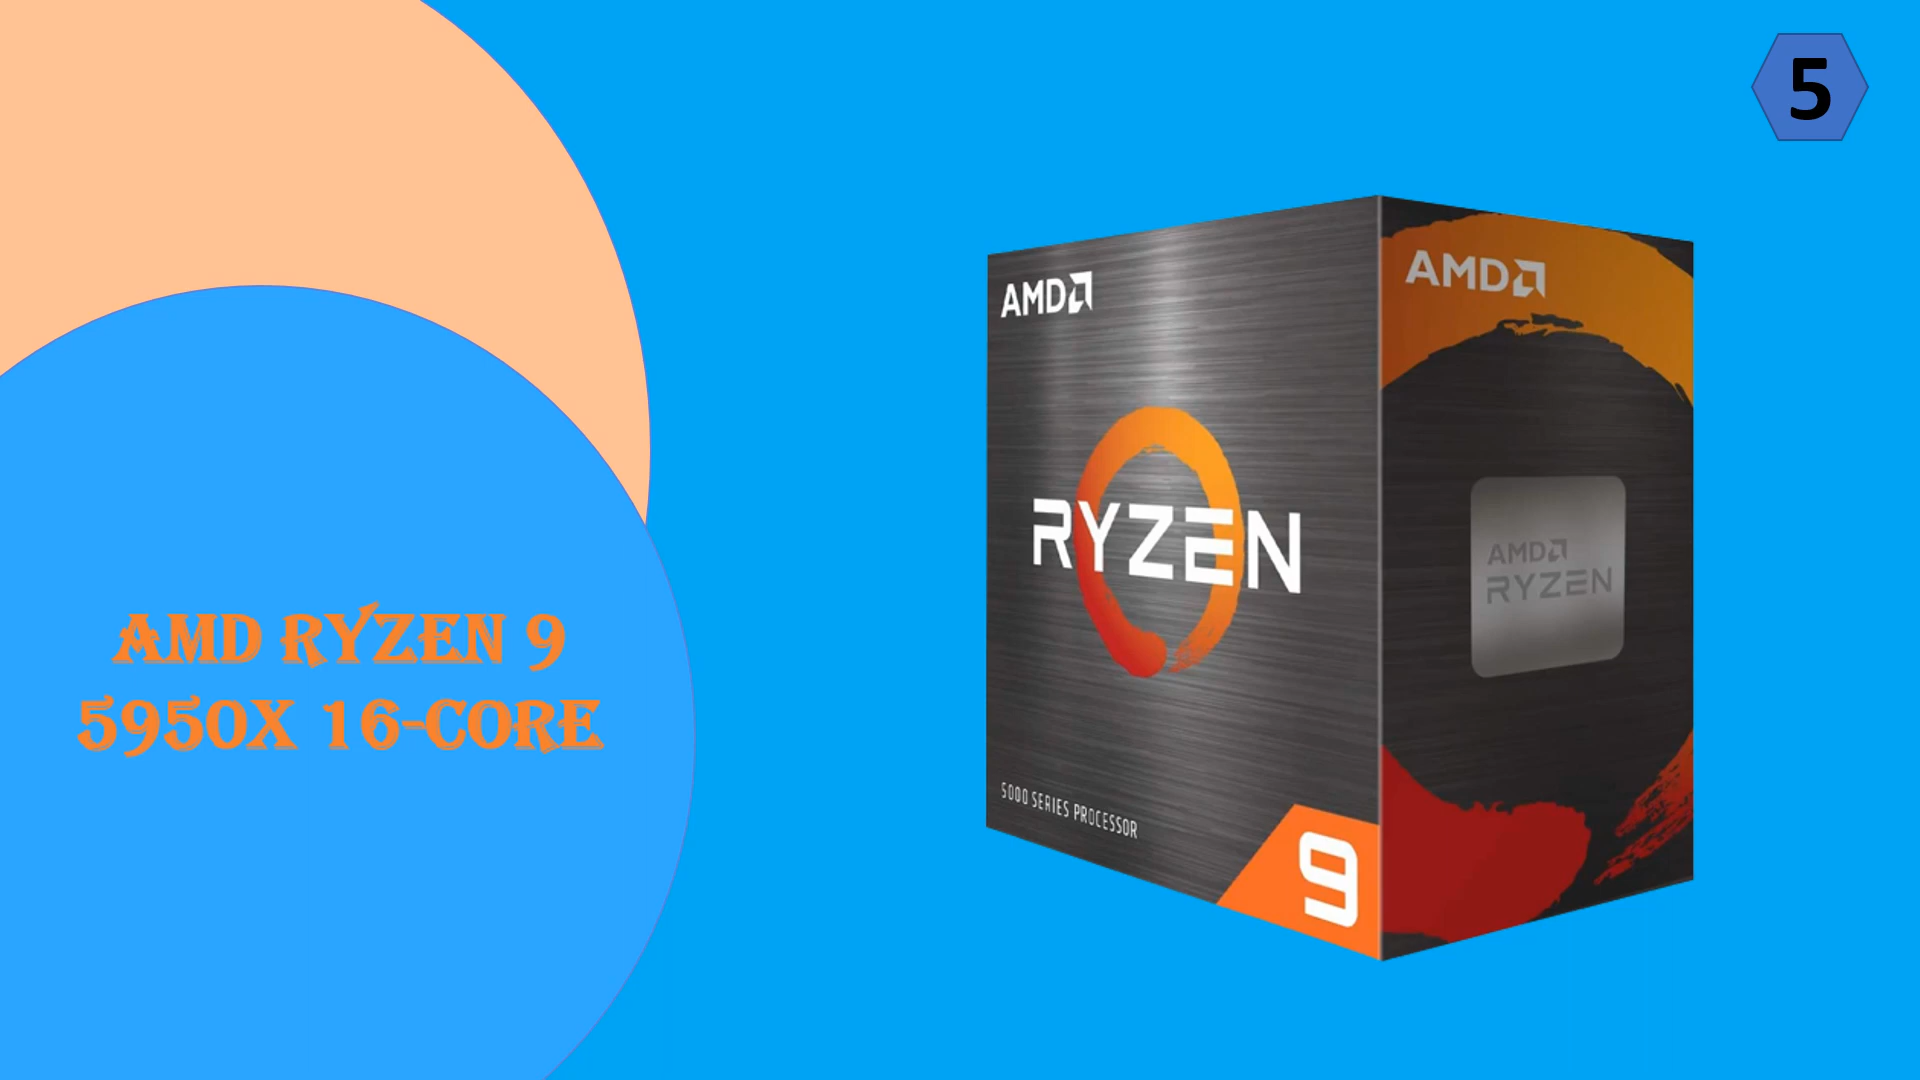 5
AMD RYZEN 9
5950X 16-CORE
AMD
RYZEN
5000 SERIES PROCESSOR
9
AMD
AMD
RYZEN